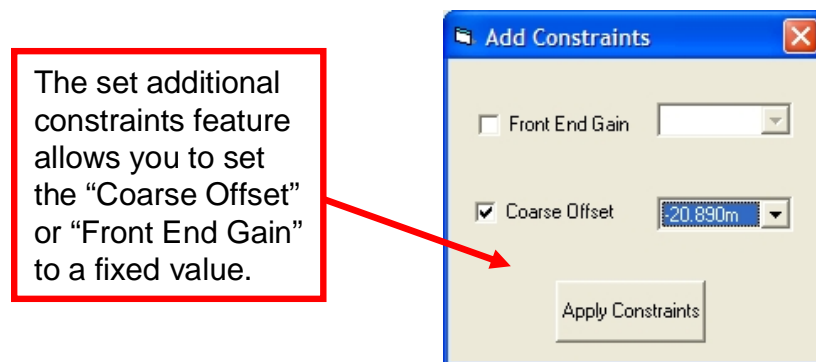 The set additional
constraints feature
allows you to set
the “Coarse Offset”
or “Front End Gain”
to a fixed value.
Add Constraints
Front End Gain
Coarse Offset
-20.890m
Apply Constraints